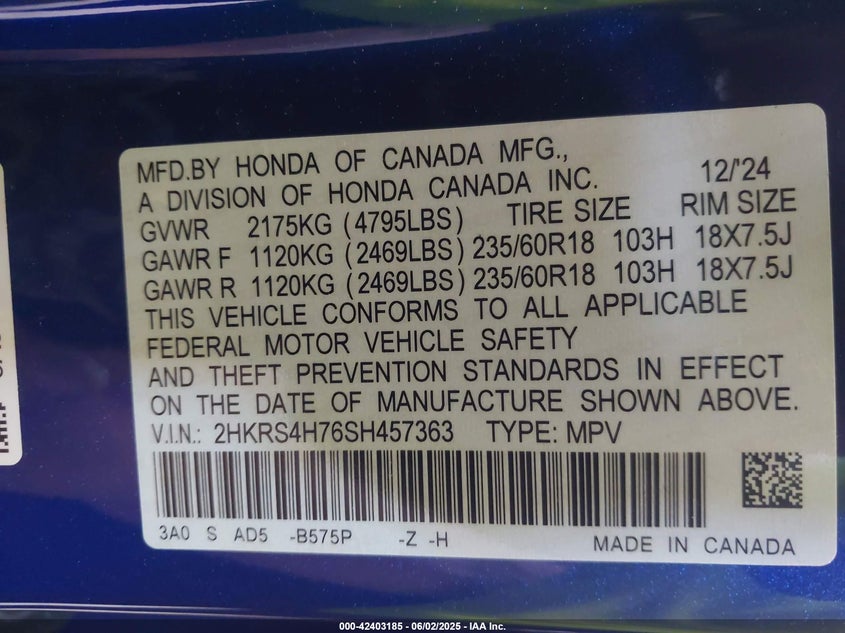 MFD.BY HONDA OF CANADA MFG., 12/'24
A DIVISION OF HONDA CANADA INC.
GVWR 2175KG (4795LBS) TIRE SIZE RIM SIZE
GAWR F 1120KG (2469LBS) 235/60R18 103H 18X7.5J
GAWR R 1120KG (2469LBS) 235/60R18 103H 18X7.5J
THIS VEHICLE CONFORMS TO ALL APPLICABLE
FEDERAL MOTOR VEHICLE SAFETY
AND THEFT PREVENTION STANDARDS IN EFFECT
ON THE DATE OF MANUFACTURE SHOWN ABOVE.
V.I.N.: 2HKRS4H76SH457363 TYPE: MPV
3A0 S AD5 -B575P -Z -H
MADE IN CANADA
000-42403185 - 06/02/2025 - IAA Inc.